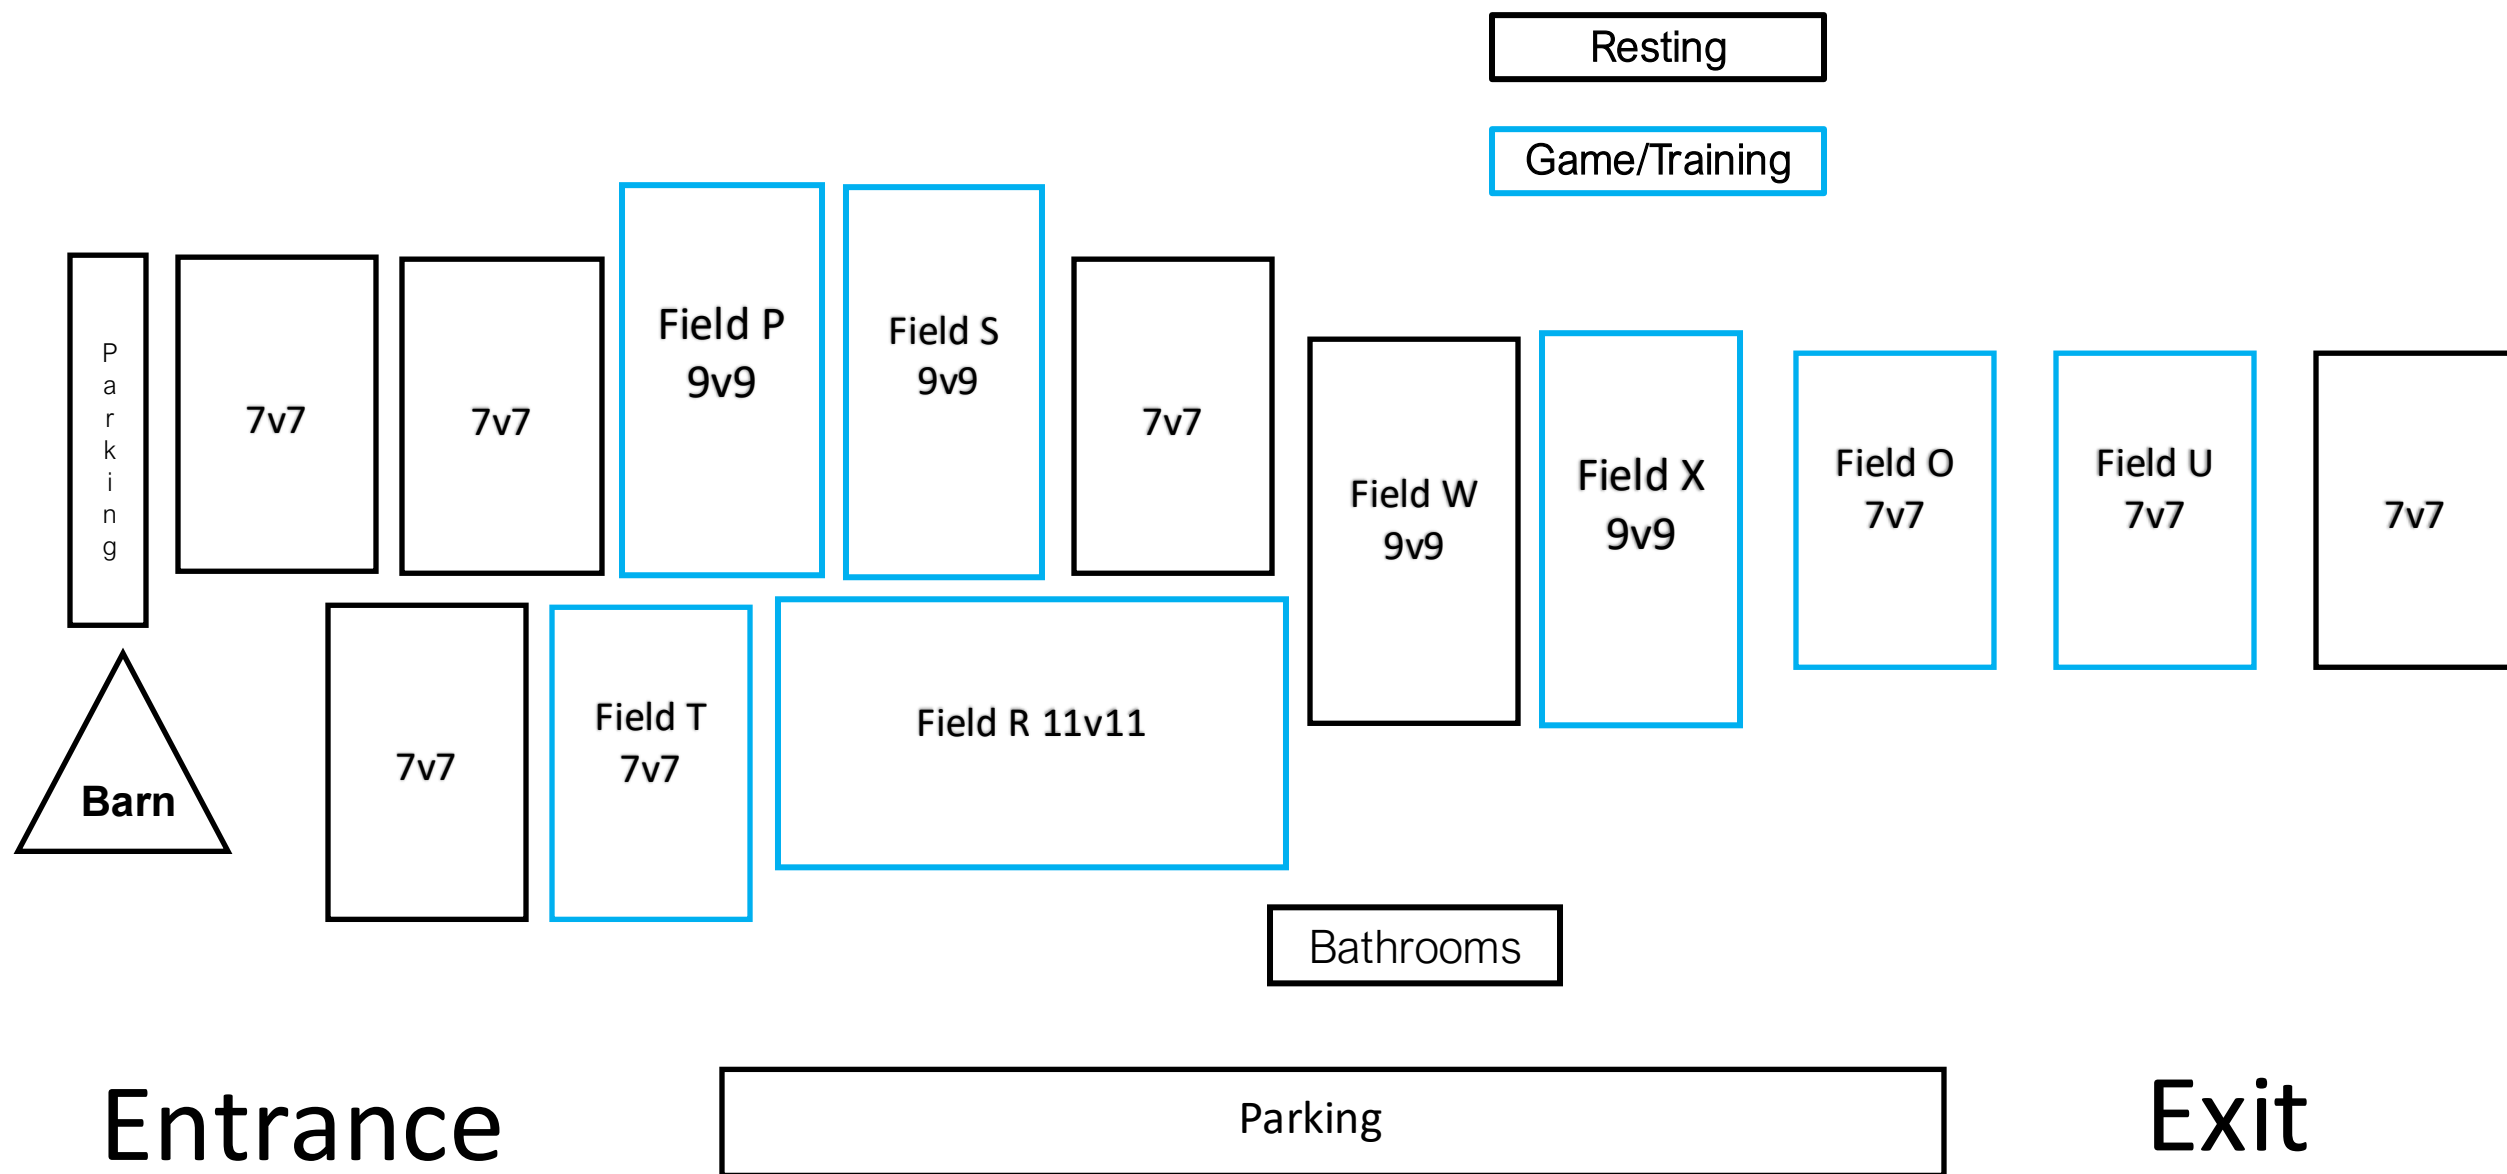 Resting
Game/Training
Parking
7v7
7v7
Field P
9v9
Field S
9v9
7v7
Field W
9v9
Field X
9v9
Field O
7v7
Field U
7v7
7v7
Barn
7v7
Field T
7v7
Field R 11v11
Bathrooms
Entrance
Parking
Exit